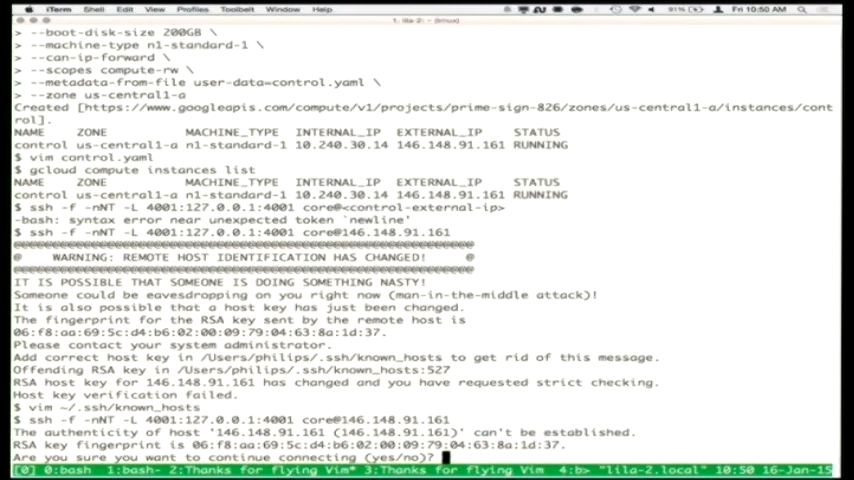 iTerm Shell Edit View Profiles Toolbelt Window Help 91% Fri 10:50 AM
1. lila-2: ~ (tmux)
> --boot-disk-size 200GB \
> --machine-type n1-standard-1 \
> --can-ip-forward \
> --scopes compute-rw \
> --metadata-from-file user-data=control.yaml \
> --zone us-central1-a
Created [https://www.googleapis.com/compute/v1/projects/prime-sign-826/zones/us-central1-a/instances/cont
rol].
NAME ZONE MACHINE_TYPE INTERNAL_IP EXTERNAL_IP STATUS
control us-central1-a n1-standard-1 10.240.30.14 146.148.91.161 RUNNING
$ vim control.yaml
$ gcloud compute instances list
NAME ZONE MACHINE_TYPE INTERNAL_IP EXTERNAL_IP STATUS
control us-central1-a n1-standard-1 10.240.30.14 146.148.91.161 RUNNING
$ ssh -f -nNT -L 4001:127.0.0.1:4001 core@<control-external-ip>
-bash: syntax error near unexpected token `newline'
$ ssh -f -nNT -L 4001:127.0.0.1:4001 core@146.148.91.161
@@@@@@@@@@@@@@@@@@@@@@@@@@@@@@@@@@@@@@@@@@@@@@@@@@@@@@@@@@@
@ WARNING: REMOTE HOST IDENTIFICATION HAS CHANGED! @
@@@@@@@@@@@@@@@@@@@@@@@@@@@@@@@@@@@@@@@@@@@@@@@@@@@@@@@@@@@
IT IS POSSIBLE THAT SOMEONE IS DOING SOMETHING NASTY!
Someone could be eavesdropping on you right now (man-in-the-middle attack)!
It is also possible that a host key has just been changed.
The fingerprint for the RSA key sent by the remote host is
06:f8:aa:69:5c:d4:b6:02:00:09:79:04:63:8a:1d:37.
Please contact your system administrator.
Add correct host key in /Users/philips/.ssh/known_hosts to get rid of this message.
Offending RSA key in /Users/philips/.ssh/known_hosts:527
RSA host key for 146.148.91.161 has changed and you have requested strict checking.
Host key verification failed.
$ vim ~/.ssh/known_hosts
$ ssh -f -nNT -L 4001:127.0.0.1:4001 core@146.148.91.161
The authenticity of host '146.148.91.161 (146.148.91.161)' can't be established.
RSA key fingerprint is 06:f8:aa:69:5c:d4:b6:02:00:09:79:04:63:8a:1d:37.
Are you sure you want to continue connecting (yes/no)?
[0] 0:bash 1:bash- 2:Thanks for flying Vim* 3:Thanks for flying Vim 4:b> "lila-2.local" 10:50 16-Jan-15